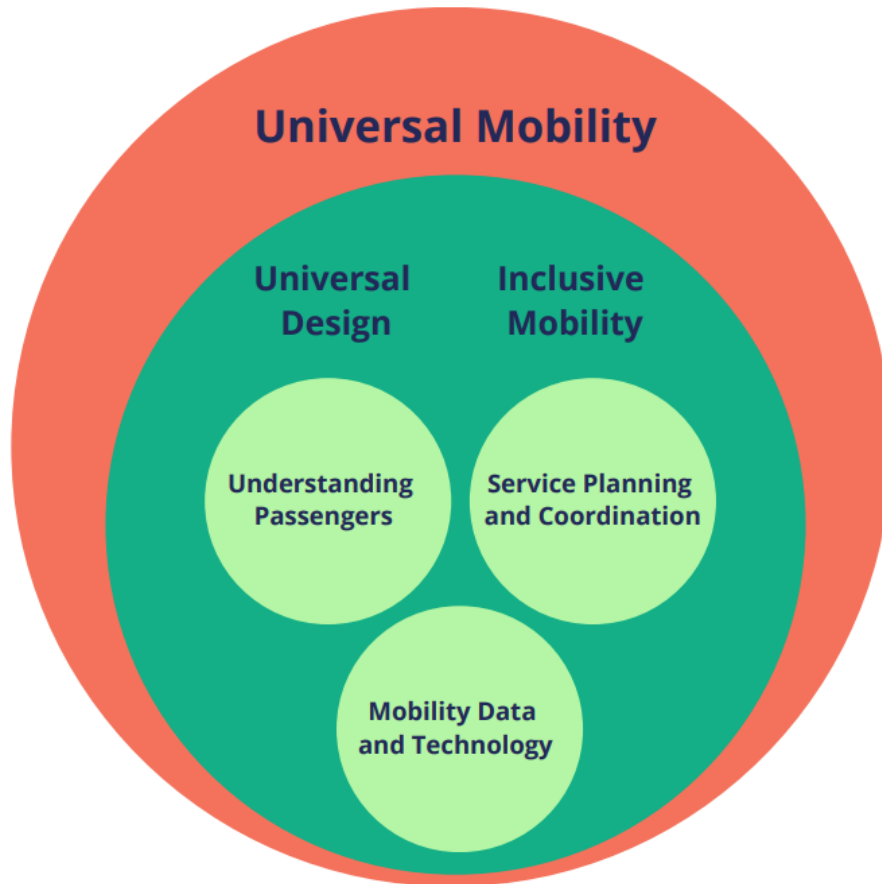 Universal Mobility
Universal
Design
Inclusive
Mobility
Understanding
Passengers
Service Planning
and Coordination
Mobility Data
and Technology